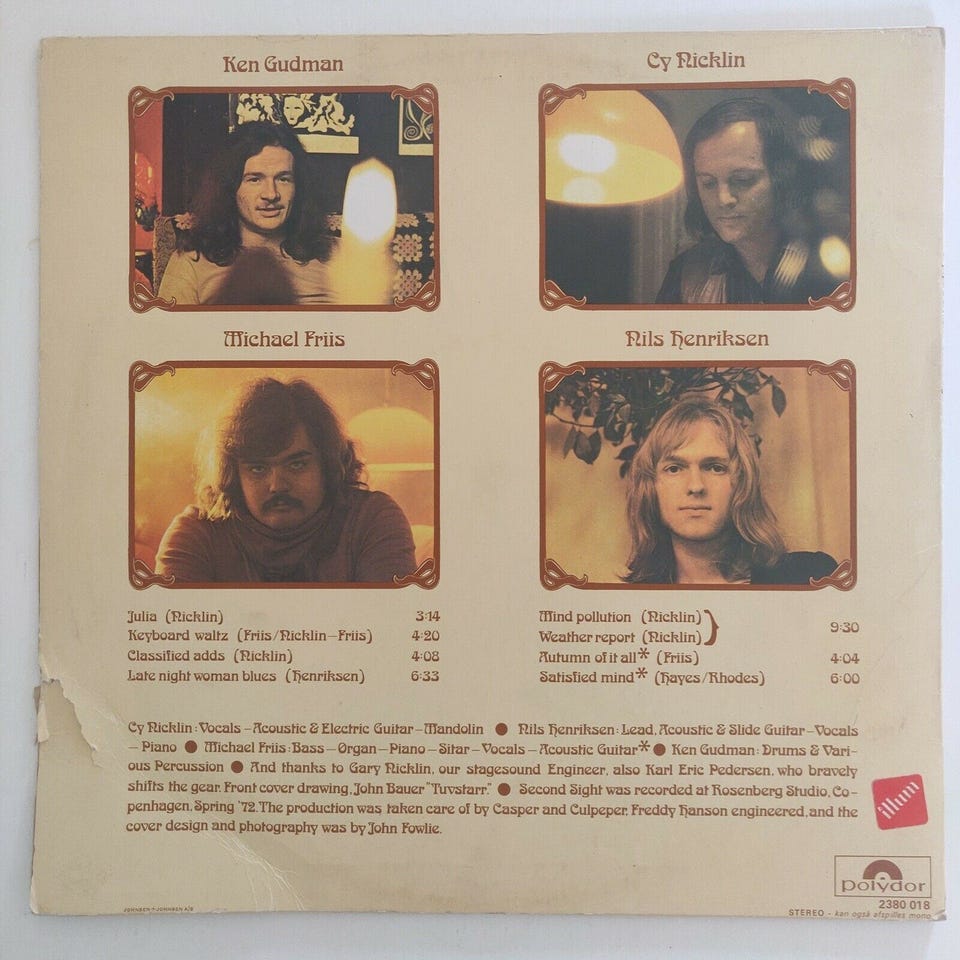 Ken Gudman
Cy Nicklin
Michael Friis
Nils Henriksen
Julia (Nicklin) 3:14
Keyboard waltz (Friis/Nicklin–Friis) 4:20
Classified adds (Nicklin) 4:08
Late night woman blues (Henriksen) 6:33
Mind pollution (Nicklin)
Weather report (Nicklin) } 9:30
Autumn of it all* (Friis) 4:04
Satisfied mind* (Hayes/Rhodes) 6:00
Cy Nicklin: Vocals – Acoustic & Electric Guitar – Mandolin ● Nils Henriksen: Lead, Acoustic & Slide Guitar – Vocals
– Piano ● Michael Friis: Bass – Organ – Piano – Sitar – Vocals – Acoustic Guitar* ● Ken Gudman: Drums & Vari-
ous Percussion ● And thanks to Gary Nicklin, our stagesound Engineer, also Karl Eric Pedersen, who bravely
shifts the gear. Front cover drawing, John Bauer "Tuvstarr." ● Second Sight was recorded at Rosenberg Studio, Co-
penhagen. Spring '72. The production was taken care of by Casper and Culpeper. Freddy Hanson engineered, and the
cover design and photography was by John Fowlie.
illum
polydor
2380 018
STEREO - kan også afspilles mono
JOHNSEN+JOHNSEN A/S